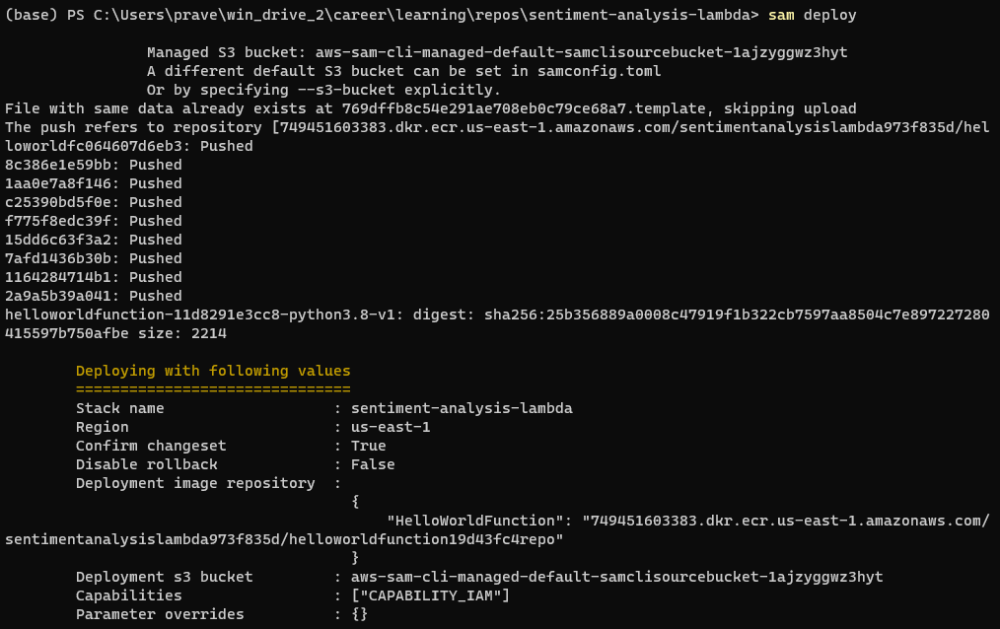 (base) PS C:\Users\prave\win_drive_2\career\learning\repos\sentiment-analysis-lambda> sam deploy
Managed S3 bucket: aws-sam-cli-managed-default-samclisourcebucket-1ajzyggwz3hyt
A different default S3 bucket can be set in samconfig.toml
Or by specifying --s3-bucket explicitly.
File with same data already exists at 769dffb8c54e291ae708eb0c79ce68a7.template, skipping upload
The push refers to repository [749451603383.dkr.ecr.us-east-1.amazonaws.com/sentimentanalysislambda973f835d/hel
loworldfc064607d6eb3: Pushed
8c386e1e59bb: Pushed
1aa0e7a8f146: Pushed
c25390bd5f0e: Pushed
f775f8edc39f: Pushed
15dd6c63f3a2: Pushed
7afd1436b30b: Pushed
1164284714b1: Pushed
2a9a5b39a041: Pushed
helloworldfunction-11d8291e3cc8-python3.8-v1: digest: sha256:25b356889a0008c47919f1b322cb7597aa8504c7e897227280
415597b750afbe size: 2214
Deploying with following values
===============================
Stack name : sentiment-analysis-lambda
Region : us-east-1
Confirm changeset : True
Disable rollback : False
Deployment image repository :
{
"HelloWorldFunction": "749451603383.dkr.ecr.us-east-1.amazonaws.com/
sentimentanalysislambda973f835d/helloworldfunction19d43fc4repo"
}
Deployment s3 bucket : aws-sam-cli-managed-default-samclisourcebucket-1ajzyggwz3hyt
Capabilities : ["CAPABILITY_IAM"]
Parameter overrides : {}